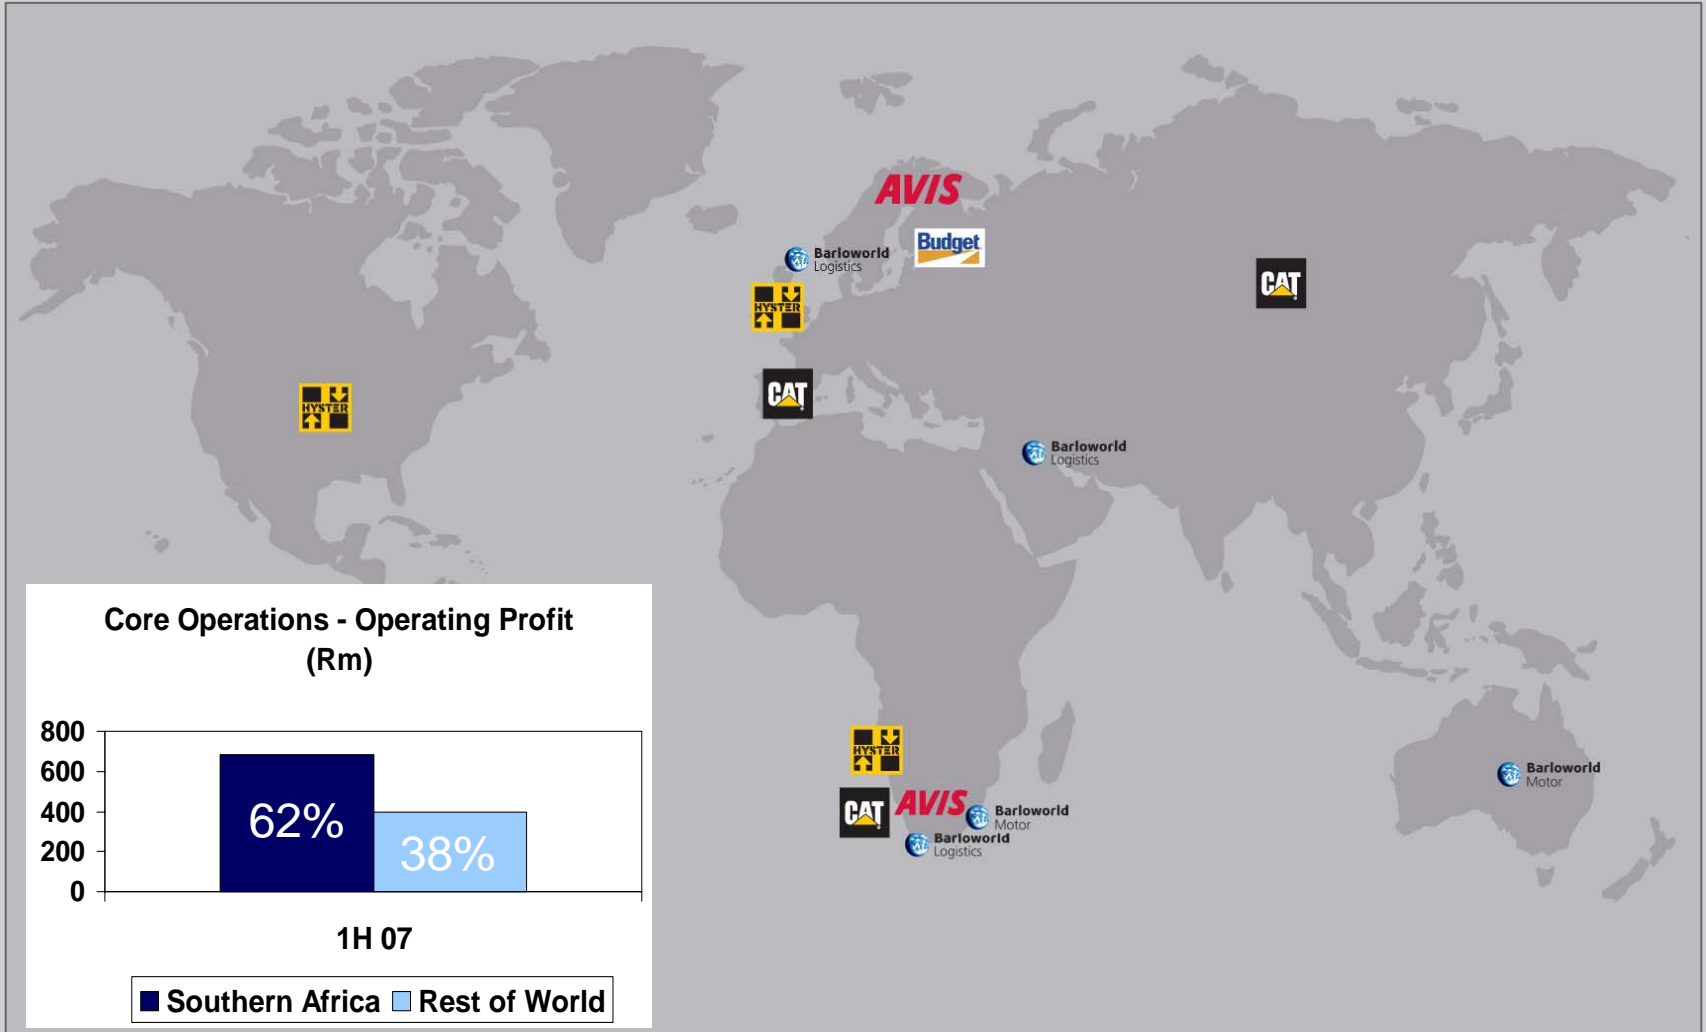 AVIS
Budget
Barloworld
Logistics
HYSTER
CAT
CAT
HYSTER
Barloworld
Logistics
Core Operations - Operating Profit
(Rm)
800
600
400
200
0
62%
38%
1H 07
Southern Africa Rest of World
HYSTER
CAT
AVIS
Barloworld
Motor
Barloworld
Logistics
Barloworld
Motor